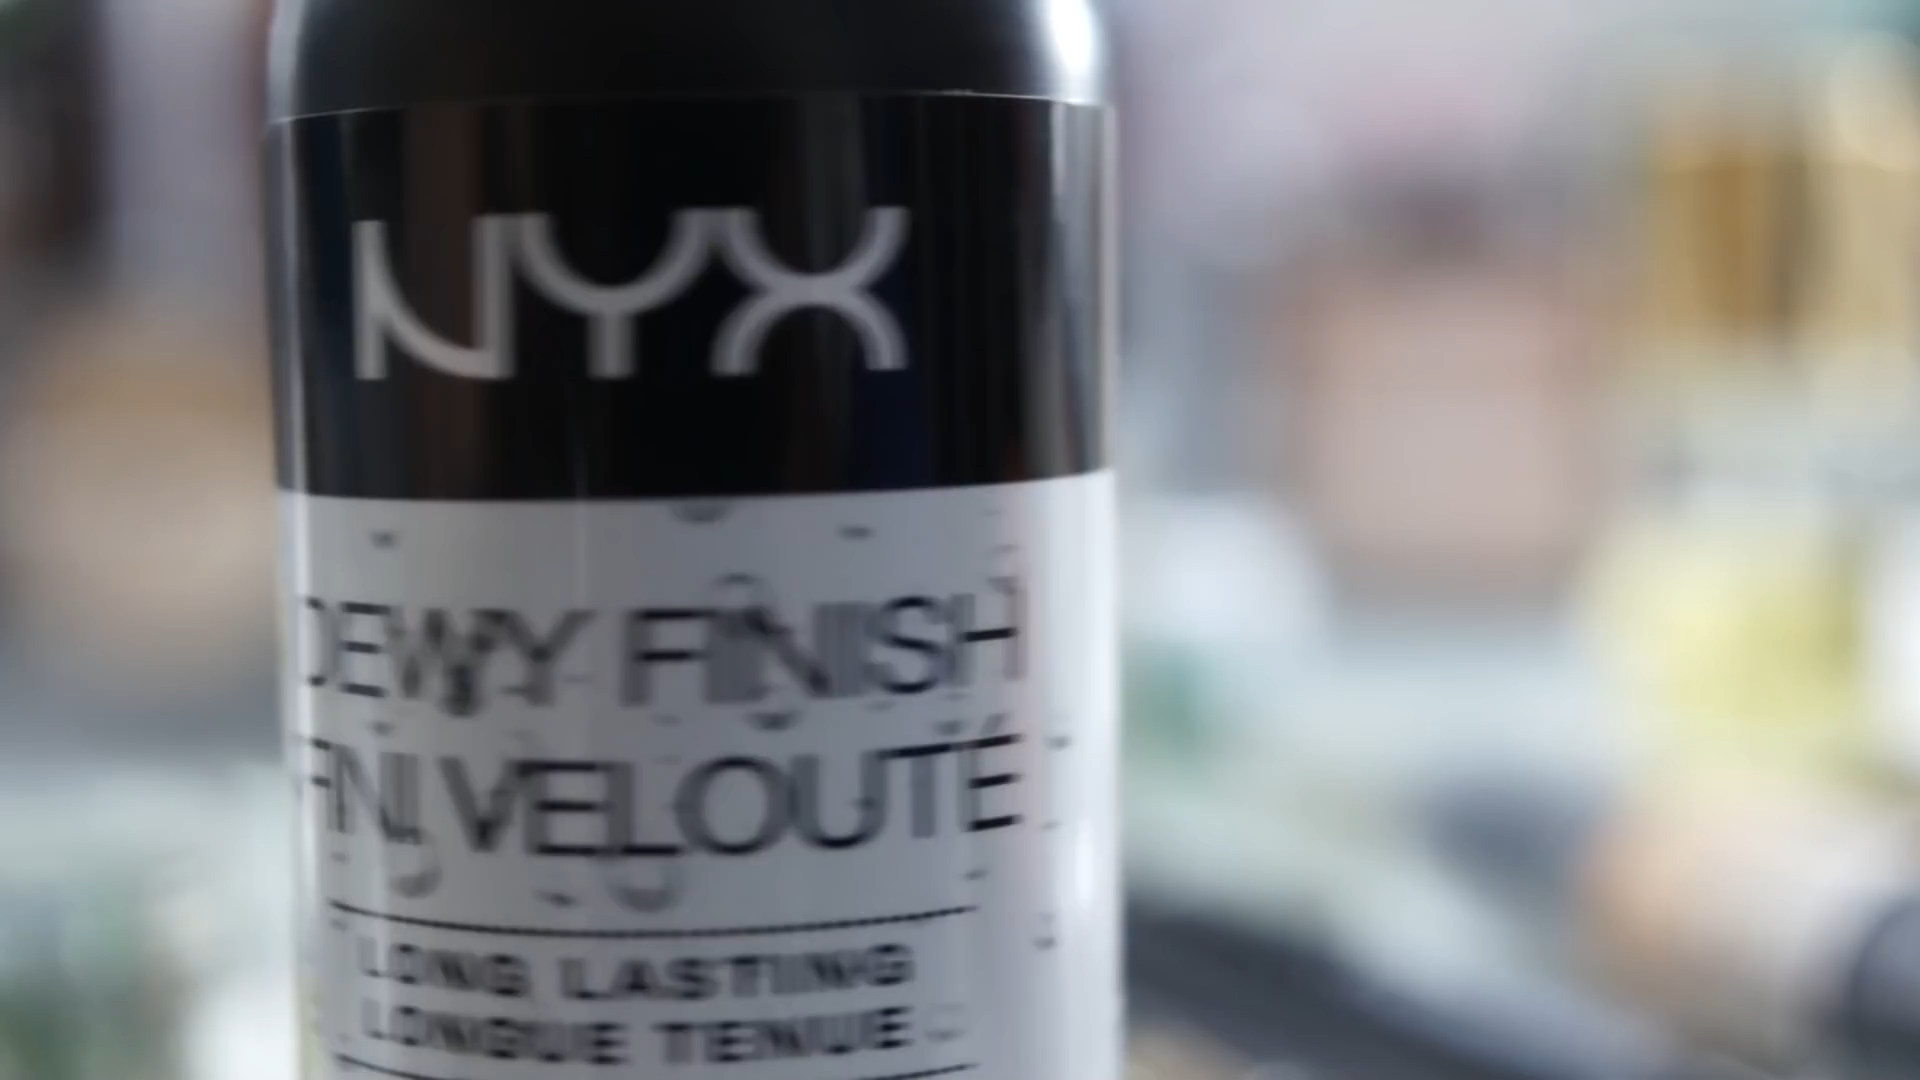 NYX
DEWY FINISH
FINI VELOUTÉ
LONG LASTING
LONGUE TENUE